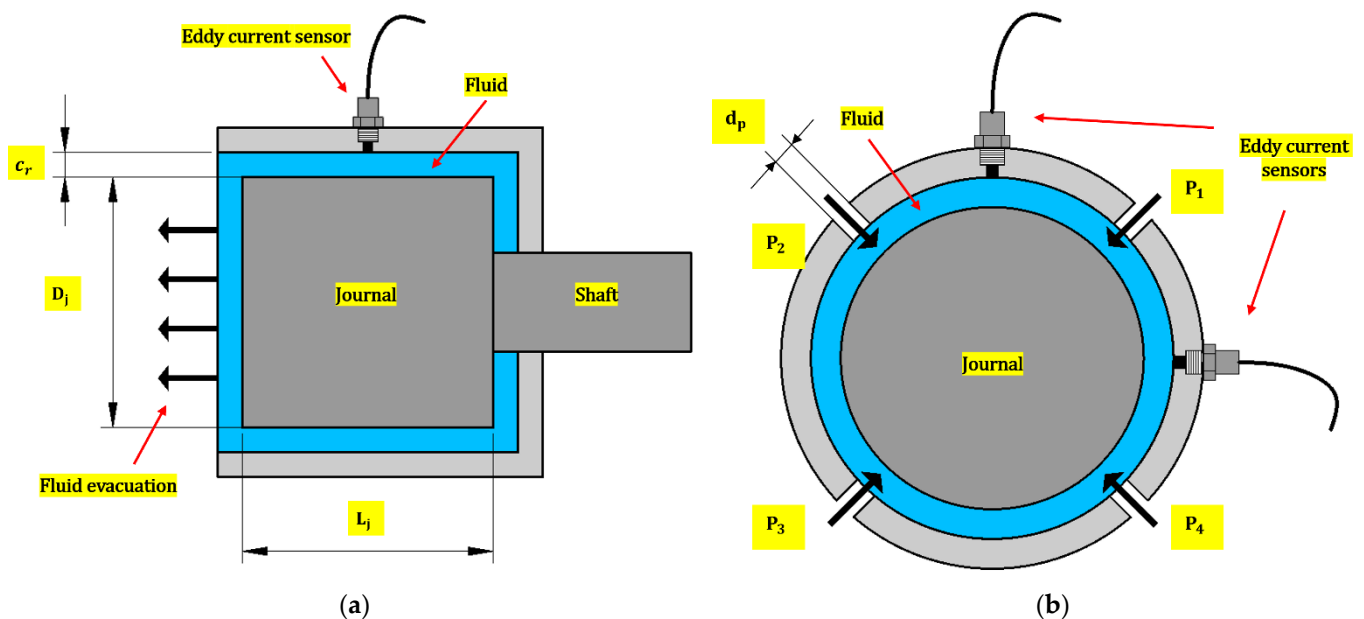 Eddy current sensor
Fluid
c_r
D_j
Journal
Shaft
Fluid evacuation
L_j
(a)
d_p
Fluid
Eddy current
sensors
P_1
P_2
Journal
P_3
P_4
(b)